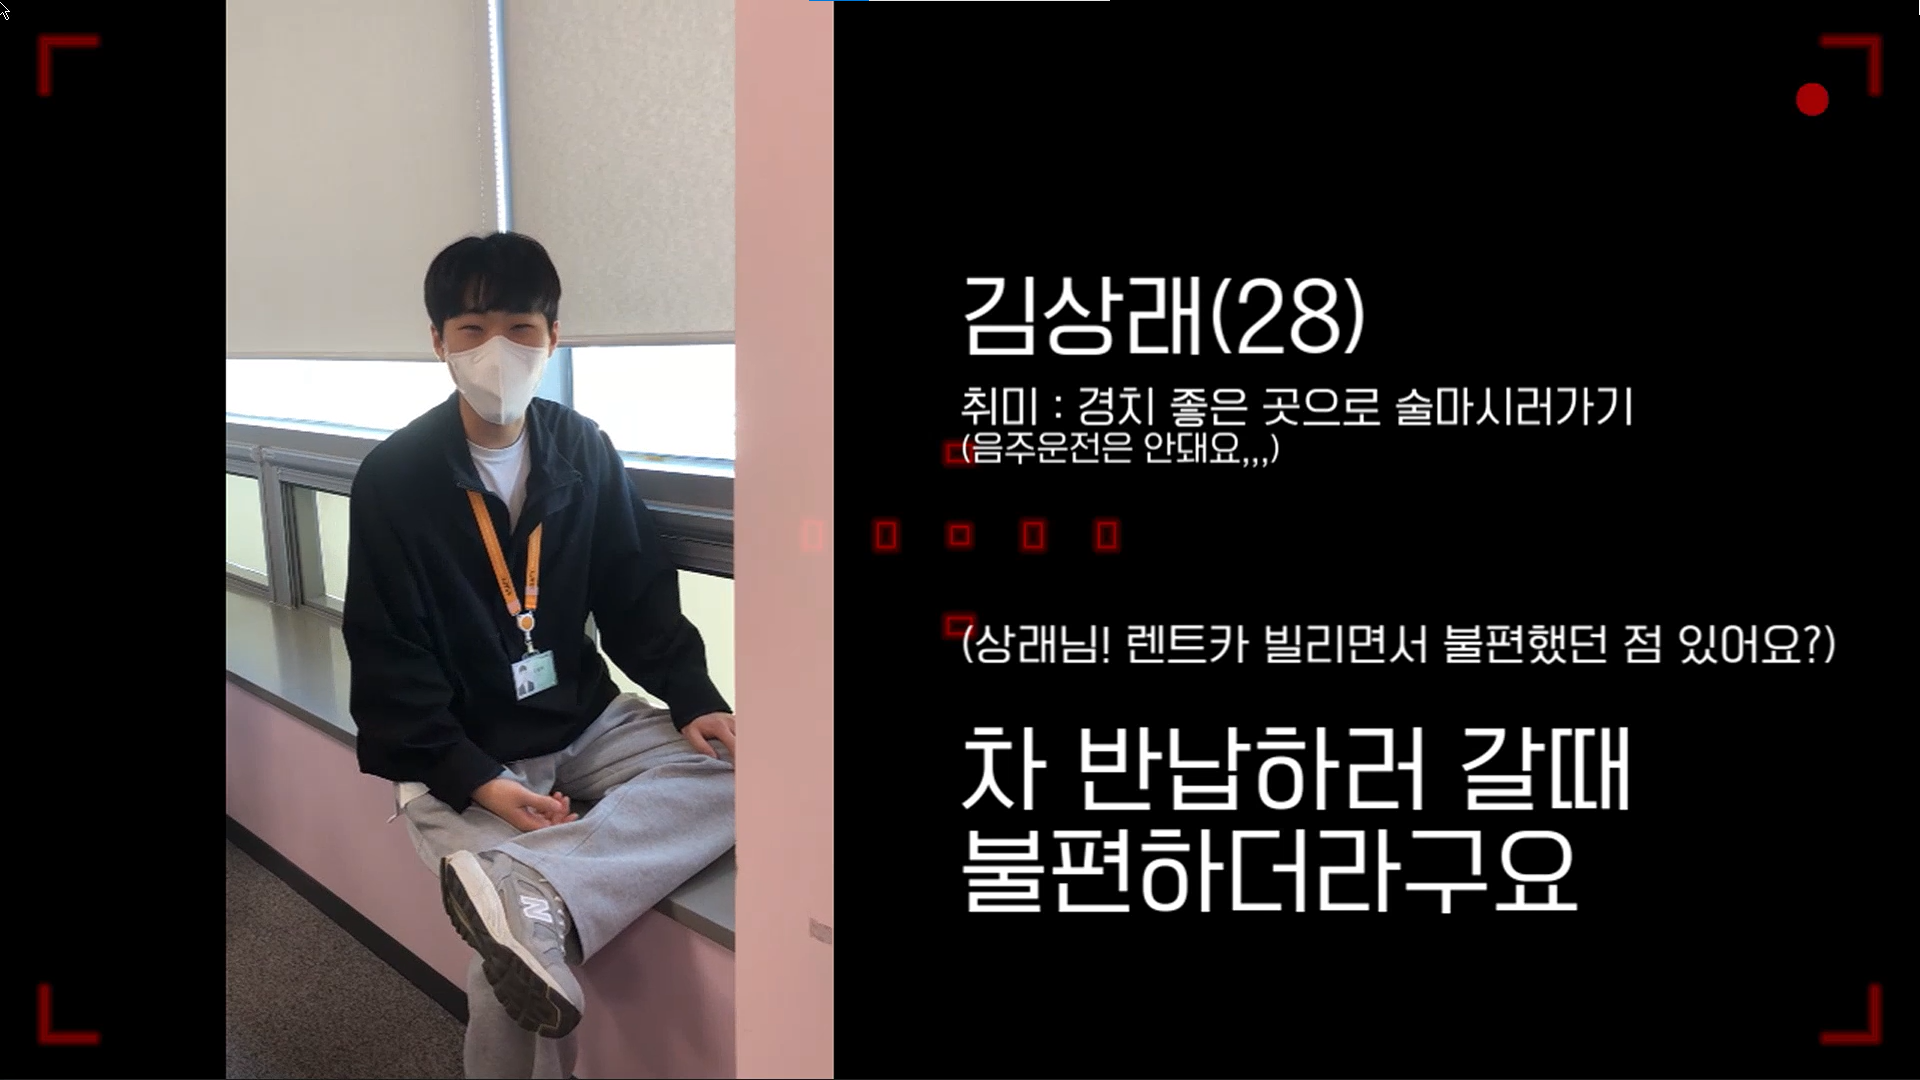 김상래(28)
취미 : 경치 좋은 곳으로 술마시러가기
(음주운전은 안돼요,,,)
(상래님! 렌트카 빌리면서 불편했던 점 있어요?)
차 반납하러 갈때
불편하더라구요
N